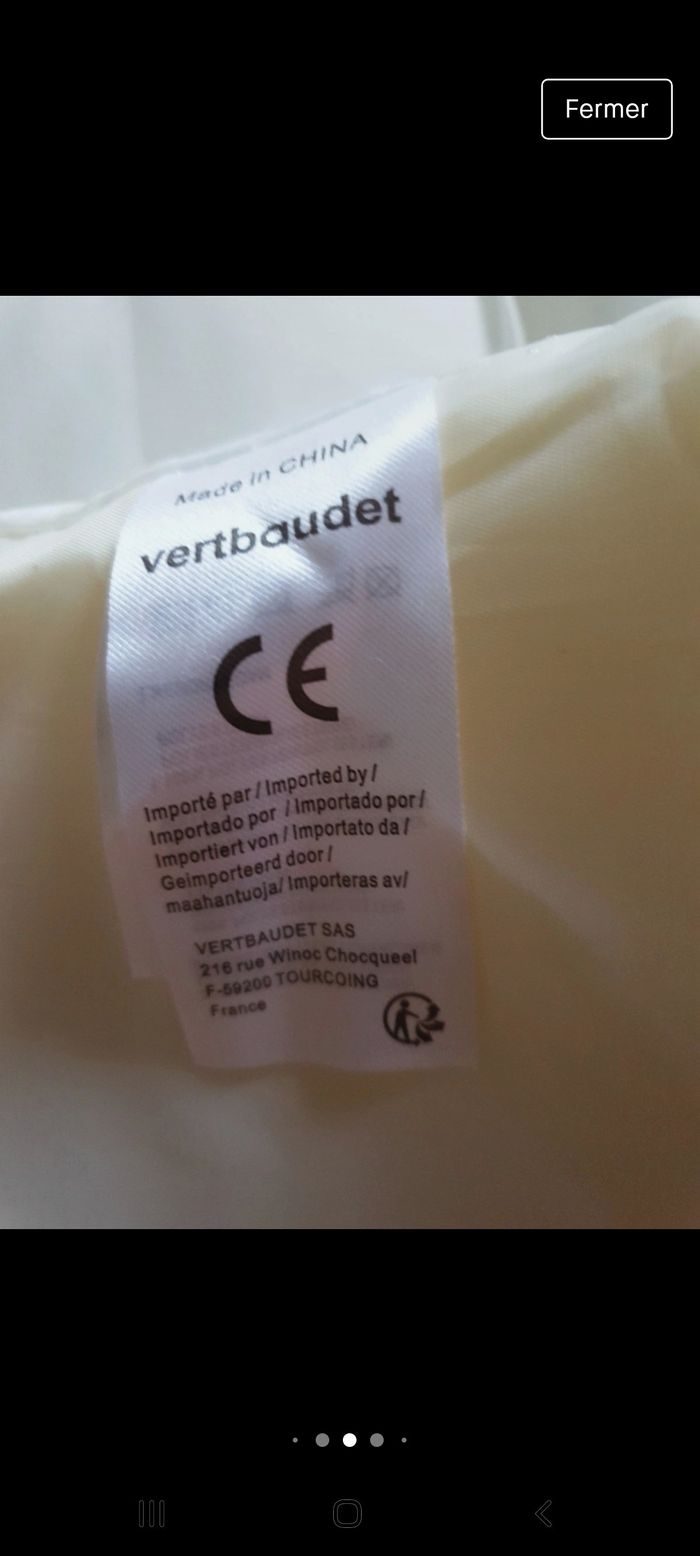 Fermer
Made in CHINA
vertbaudet
CE
Importé par / Imported by /
Importado por / Importado por /
Importiert von / Importato da /
Geimporteerd door /
maahantuoja/ Importeras av/
VERTBAUDET SAS
216 rue Winoc Chocqueel
F-59200 TOURCOING
France